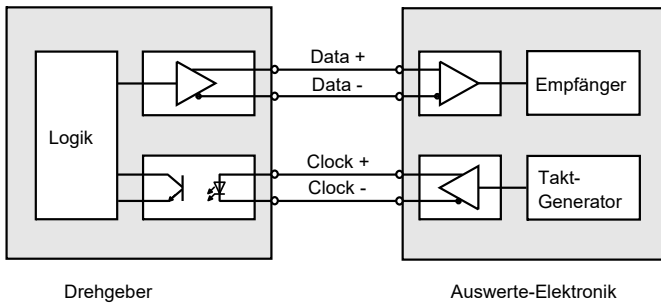 Data +
Data -
Empfänger
Logik
Clock +
Clock -
Takt-
Generator
Drehgeber
Auswerte-Elektronik